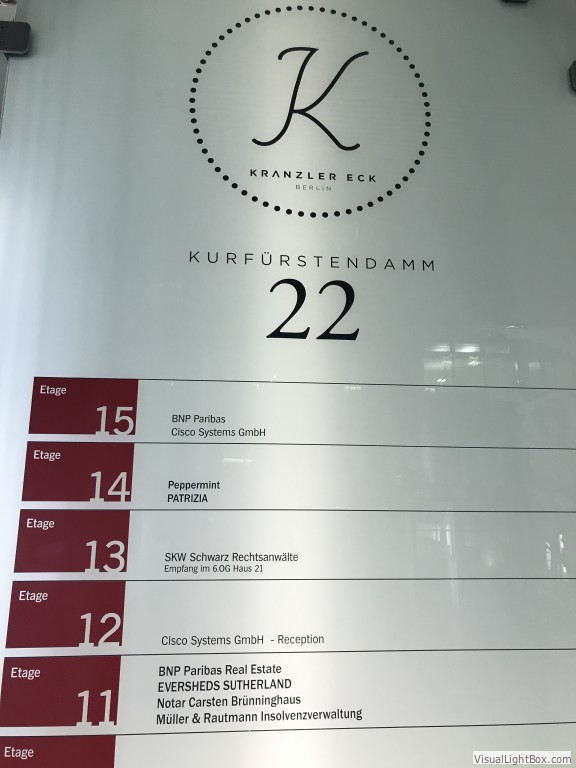 K
KRANZLER ECK
BERLIN
KURFÜRSTENDAMM
22
Etage
15
BNP Paribas
Cisco Systems GmbH
Etage
14
Peppermint
PATRIZIA
Etage
13
SKW Schwarz Rechtsanwälte
Empfang im 6.OG Haus 21
Etage
12
Cisco Systems GmbH - Reception
Etage
11
BNP Paribas Real Estate
EVERSHEDS SUTHERLAND
Notar Carsten Brünninghaus
Müller & Rautmann Insolvenzverwaltung
Etage
VisualLightBox.com